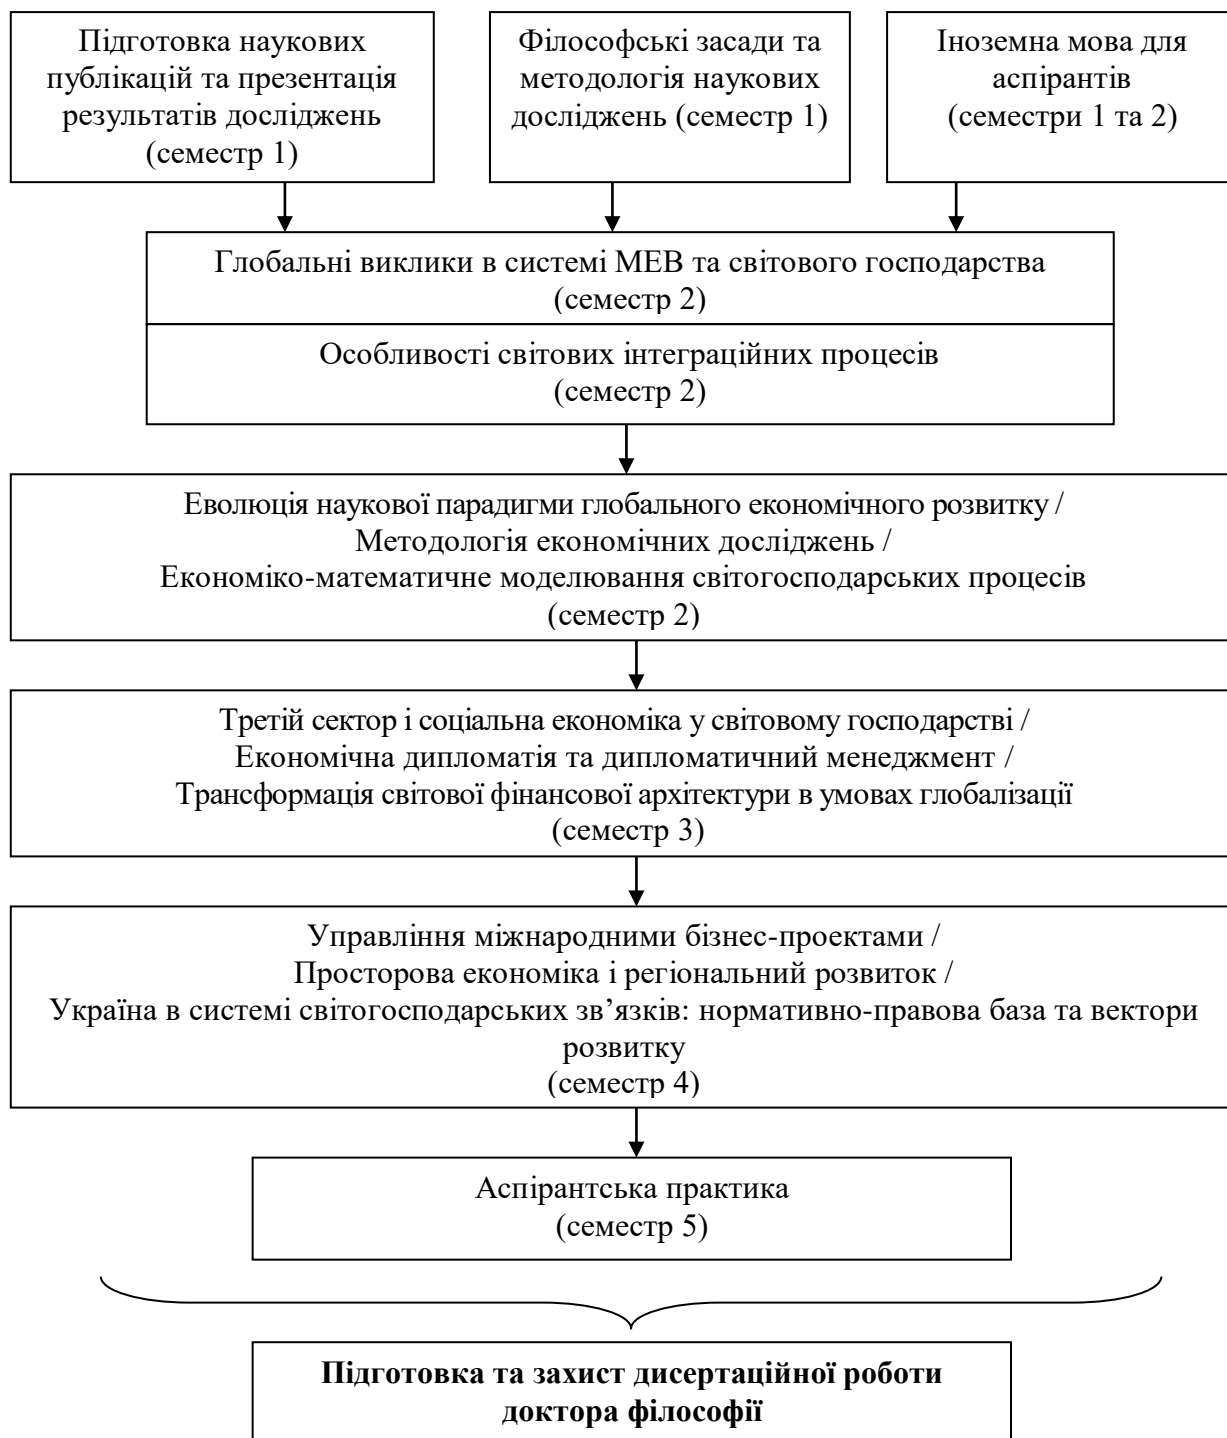 Підготовка наукових
публікацій та презентація
результатів досліджень
(семестр 1)
Філософські засади та
методологія наукових
досліджень (семестр 1)
Іноземна мова для
аспірантів
(семестри 1 та 2)
Глобальні виклики в системі МЕВ та світового господарства
(семестр 2)
Особливості світових інтеграційних процесів
(семестр 2)
Еволюція наукової парадигми глобального економічного розвитку /
Методологія економічних досліджень /
Економіко-математичне моделювання світогосподарських процесів
(семестр 2)
Третій сектор і соціальна економіка у світовому господарстві /
Економічна дипломатія та дипломатичний менеджмент /
Трансформація світової фінансової архітектури в умовах глобалізації
(семестр 3)
Управління міжнародними бізнес-проектами /
Просторова економіка і регіональний розвиток /
Україна в системі світогосподарських зв’язків: нормативно-правова база та вектори
розвитку
(семестр 4)
Аспірантська практика
(семестр 5)
Підготовка та захист дисертаційної роботи
доктора філософії